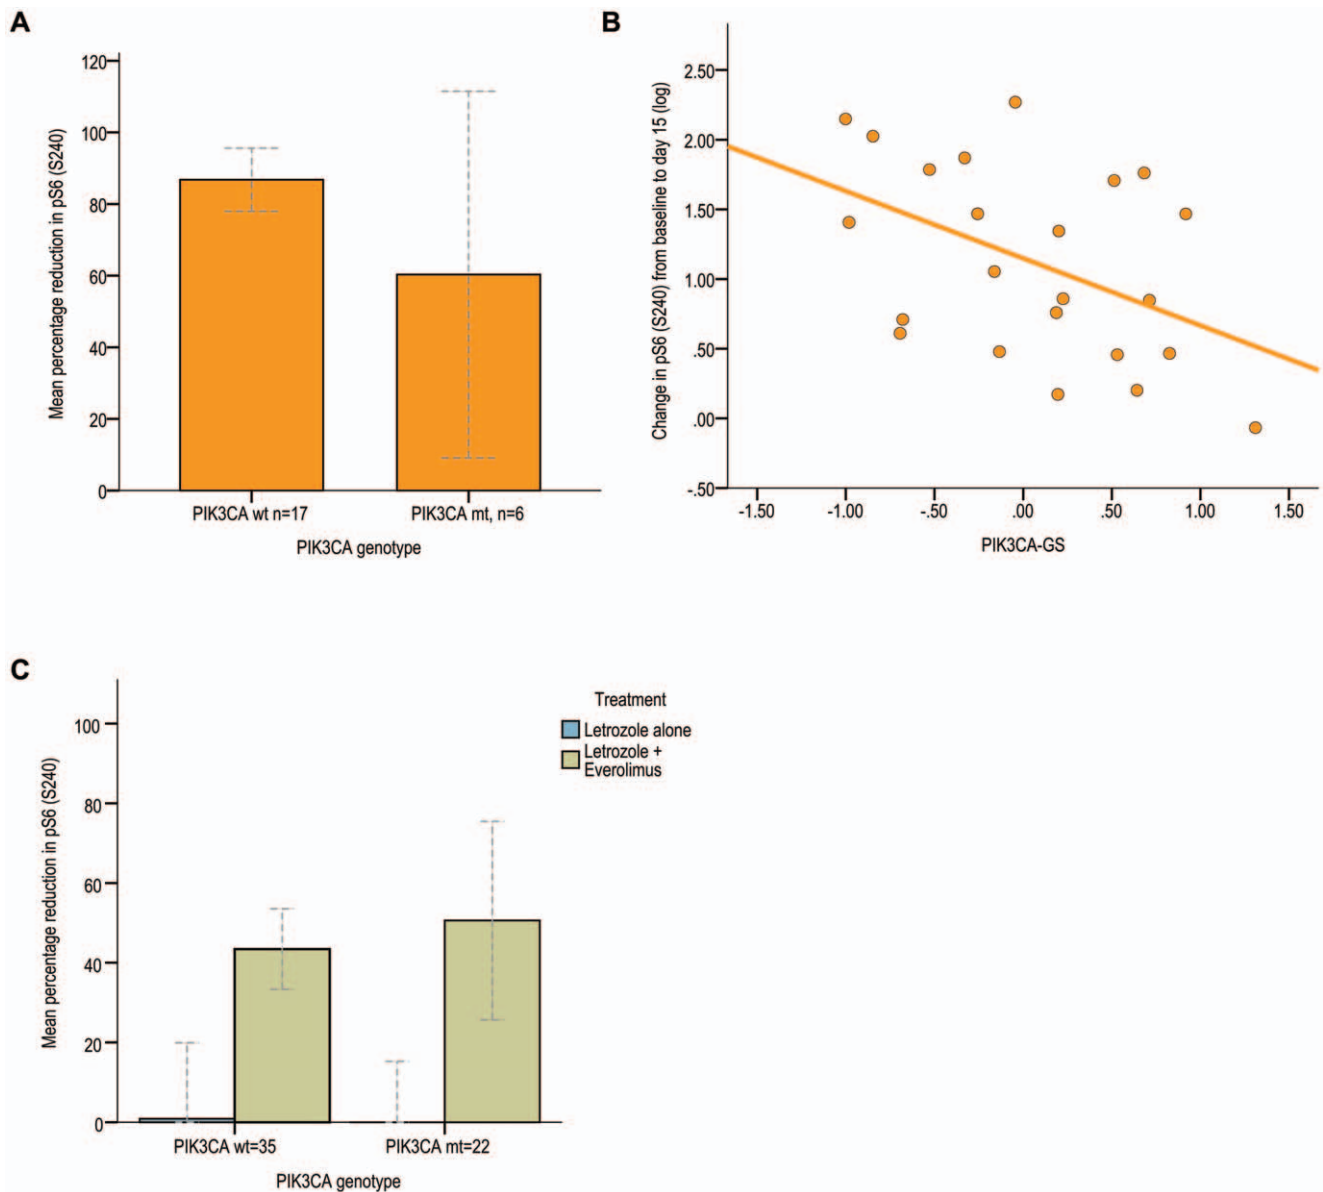 A
Mean percentage reduction in pS6 (S240)
120
100
80
60
40
20
0
PIK3CA wt n=17
PIK3CA mt, n=6
PIK3CA genotype
B
Change in pS6 (S240) from baseline to day 15 (log)
2.50
2.00
1.50
1.00
.50
.00
-.50
-1.50
-1.00
-.50
.00
.50
1.00
1.50
PIK3CA-GS
C
Mean percentage reduction in pS6 (S240)
100
80
60
40
20
0
PIK3CA wt=35
PIK3CA mt=22
PIK3CA genotype
Treatment
Letrozole alone
Letrozole +
Everolimus